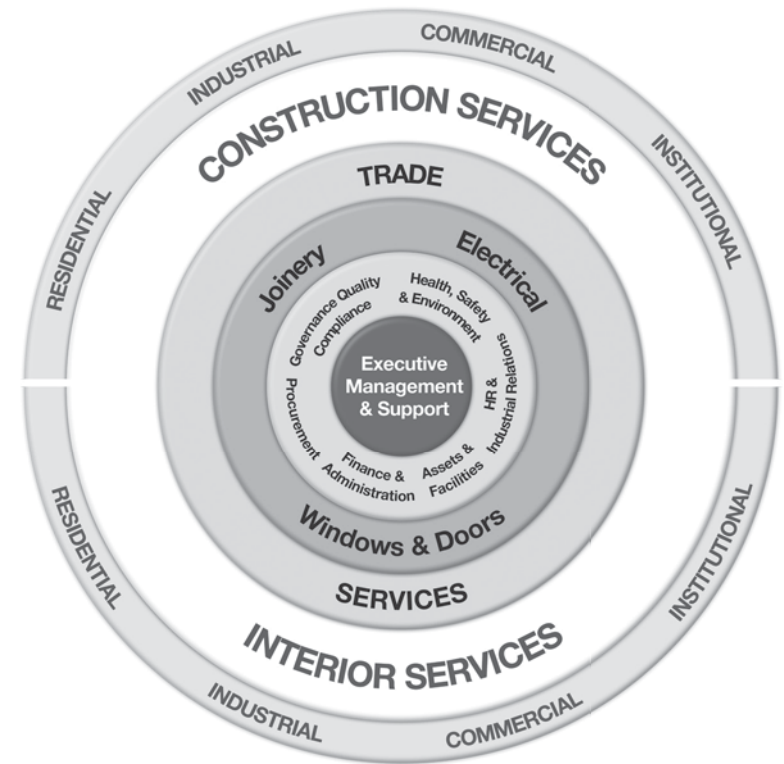 INDUSTRIAL
COMMERCIAL
RESIDENTIAL
INSTITUTIONAL
CONSTRUCTION SERVICES
TRADE
Joinery
Electrical
Governance Quality
Compliance
Health, Safety
& Environment
HR &
Industrial Relations
Procurement
Executive
Management
& Support
Finance &
Administration
Assets &
Facilities
Windows & Doors
SERVICES
INTERIOR SERVICES
RESIDENTIAL
INDUSTRIAL
COMMERCIAL
INSTITUTIONAL